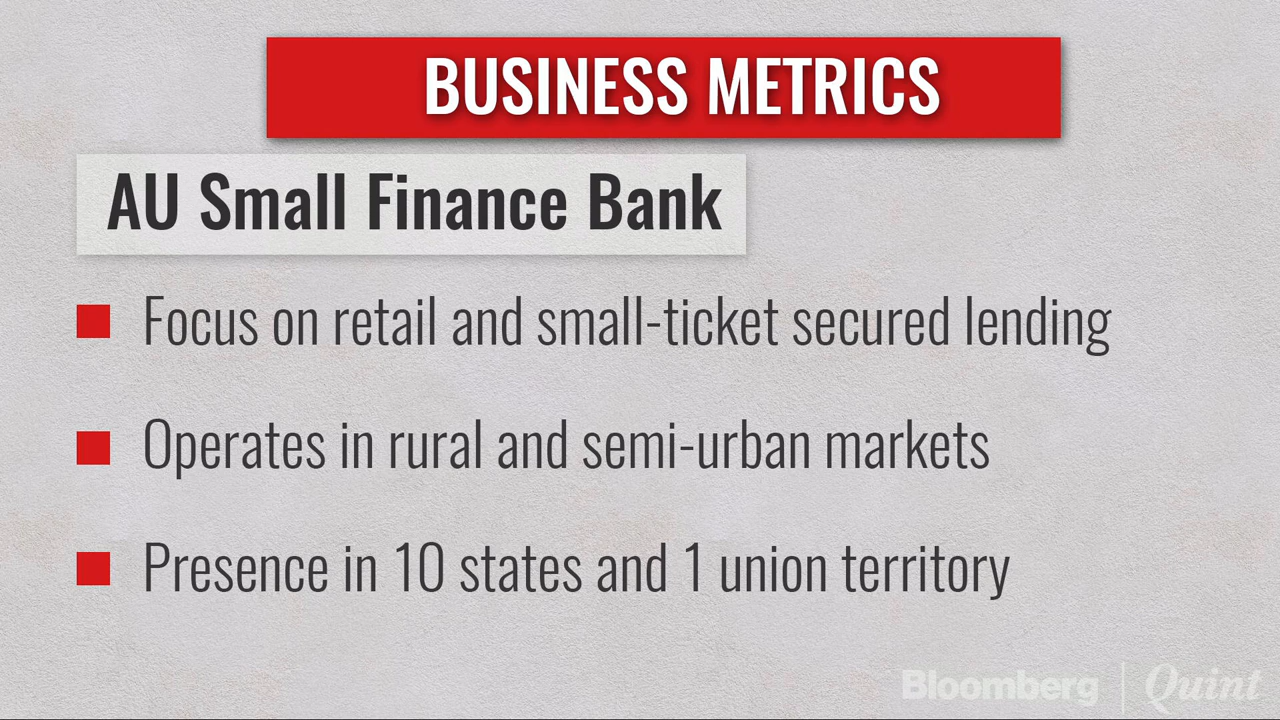 BUSINESS METRICS
AU Small Finance Bank
Focus on retail and small-ticket secured lending
Operates in rural and semi-urban markets
Presence in 10 states and 1 union territory
Bloomberg | Quint